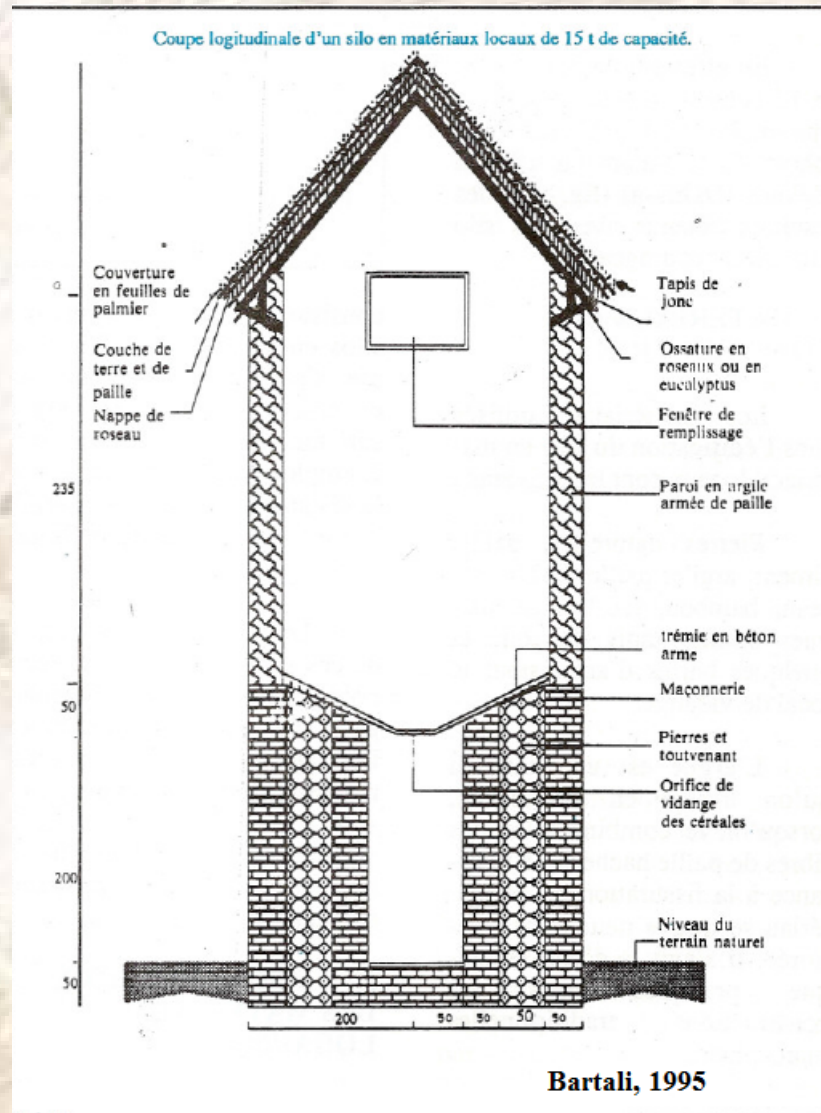 Coupe logitudinale d'un silo en matériaux locaux de 15 t de capacité.
Couverture
en feuilles de
palmier
Couche de
terre et de
paille
Nappe de
roseau
Tapis de
jonc
Ossature en
roseaux ou en
eucalyptus
Fenêtre de
remplissage
Paroi en argile
armée de paille
trémie en béton
arme
Maçonnerie
Pierres et
toutvenant
Orifice de
vidange
des céréales
Niveau du
terrain naturel
235
50
200
50
200 50 50 50 50
Bartali, 1995